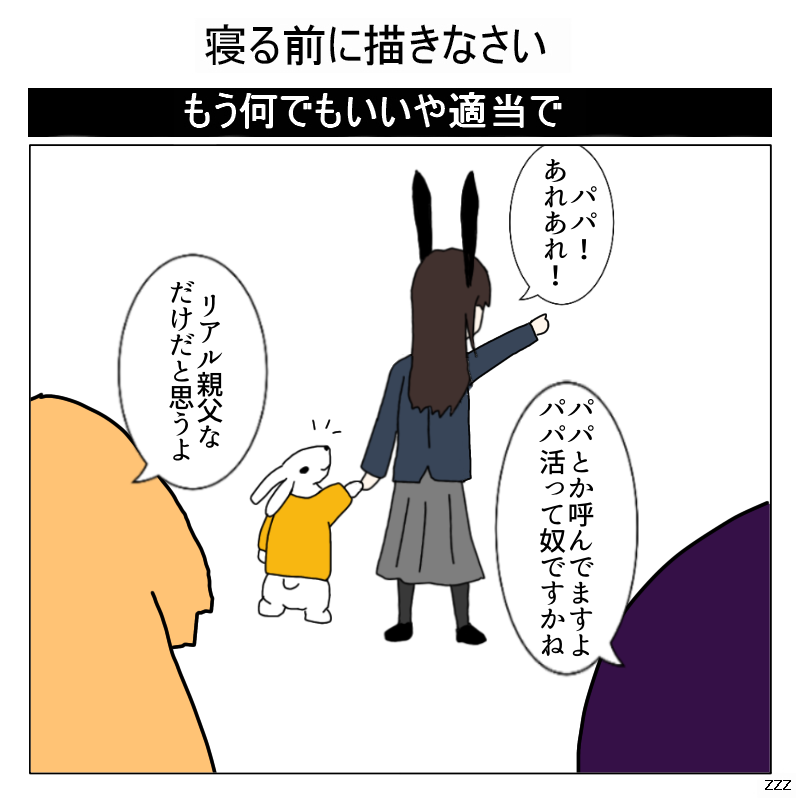 寝る前に描きなさい
もう何でもいいや適当で
パパ！
あれあれ！
リアル親父な
だけだと思うよ
パパとか呼んでますよ
パパ活って奴ですかね
zzz